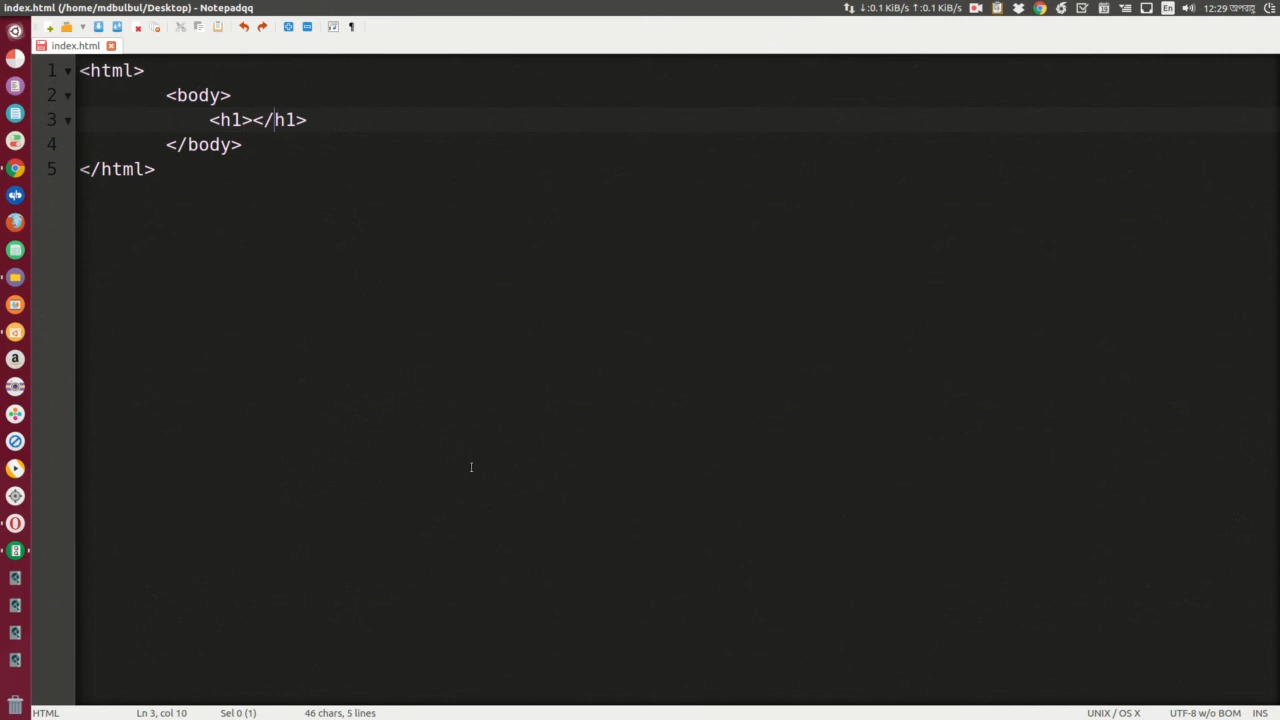 index.html (/home/mdbulbul/Desktop) - Notepadqq
↓:0.1 KiB/s ↑:0.1 KiB/s En 12:29 অপরাহ্ণ
index.html
1 <html>
2 <body>
3 <h1></h1>
4 </body>
5 </html>
HTML Ln 3, col 10 Sel 0 (1) 46 chars, 5 lines UNIX / OS X UTF-8 w/o BOM INS